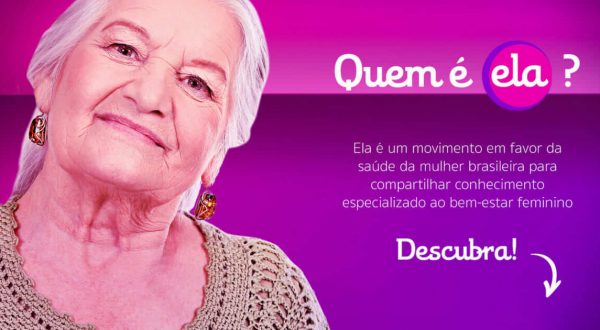 Quem é ela ?
Ela é um movimento em favor da
saúde da mulher brasileira para
compartilhar conhecimento
especializado ao bem-estar feminino
Descubra!